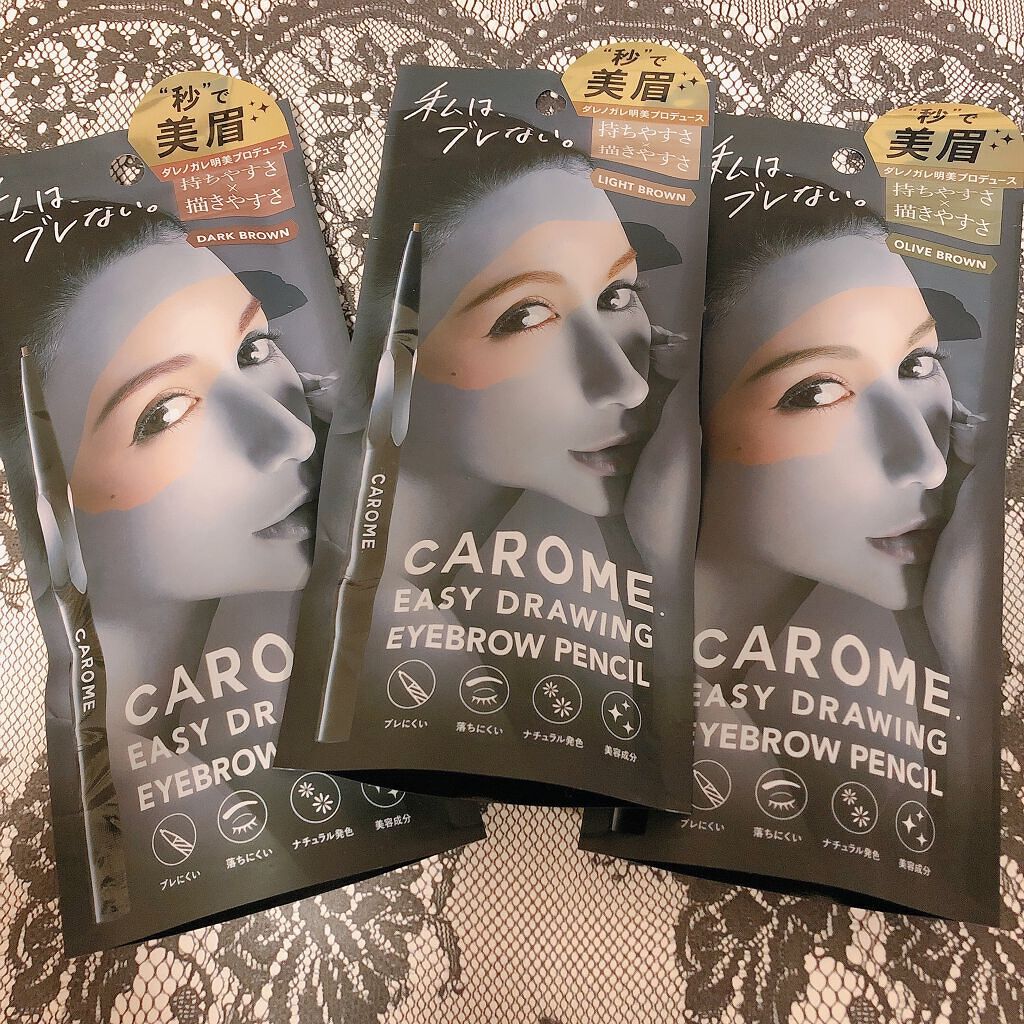 "秒"で
美眉
ダレノガレ明美プロデュース
持ちやすさ
×
描きやすさ
DARK BROWN
私は、
ブレない。
CAROME
CARO
EASY DR
EYEBROW
ブレにくい
落ちにくい
ナチュラル発色
美容成分
"秒"で
美眉
ダレノガレ明美プロデュース
持ちやすさ
×
描きやすさ
LIGHT BROWN
私は、
ブレない。
CAROME
CAROME.
EASY DRAWING
EYEBROW PENCIL
ブレにくい
落ちにくい
ナチュラル発色
美容成分
"秒"で
美眉
ダレノガレ明美プロデュース
持ちやすさ
×
描きやすさ
OLIVE BROWN
私は、
ブレない。
CAROME.
EASY DRAWING
YEBROW PENCIL
ブレにくい
落ちにくい
ナチュラル発色
美容成分